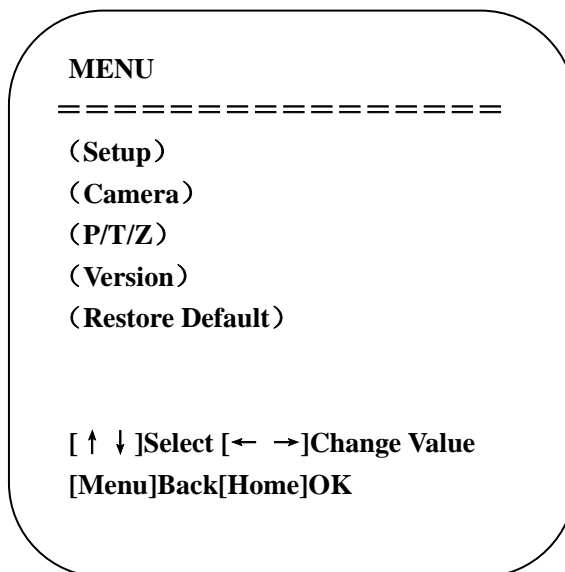 MENU
================
（Setup）
（Camera）
（P/T/Z）
（Version）
（Restore Default）
[↑ ↓]Select [← →]Change Value
[Menu]Back[Home]OK